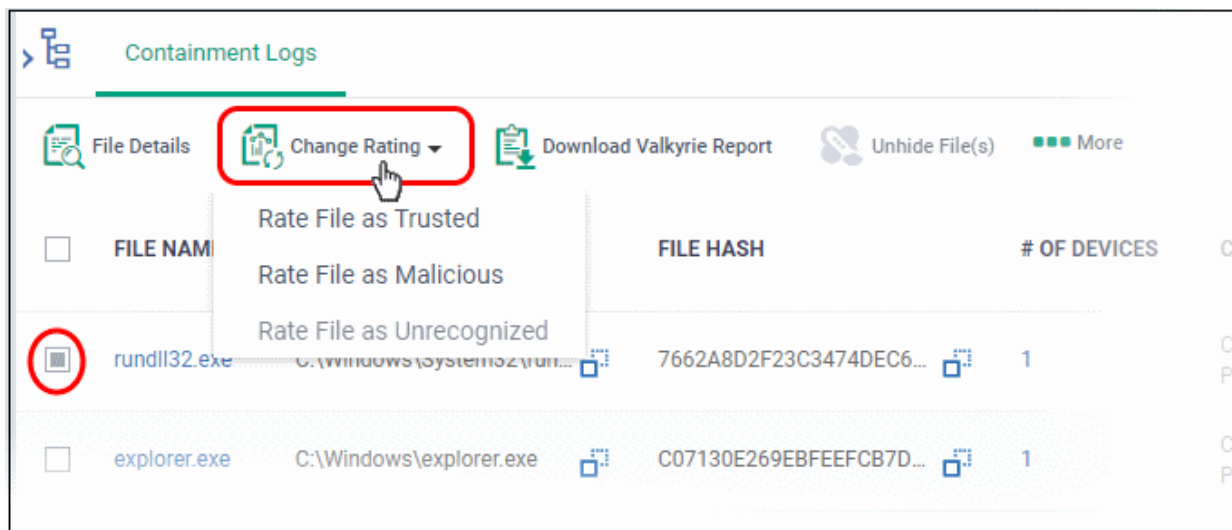 Containment Logs
File Details Change Rating Download Valkyrie Report Unhide File(s) More
Rate File as Trusted
Rate File as Malicious
Rate File as Unrecognized
FILE HASH # OF DEVICES
rundll32.exe C:\Windows\System32\run... 7662A8D2F23C3474DEC6... 1
explorer.exe C:\Windows\explorer.exe C07130E269EBFEEFCB7D... 1